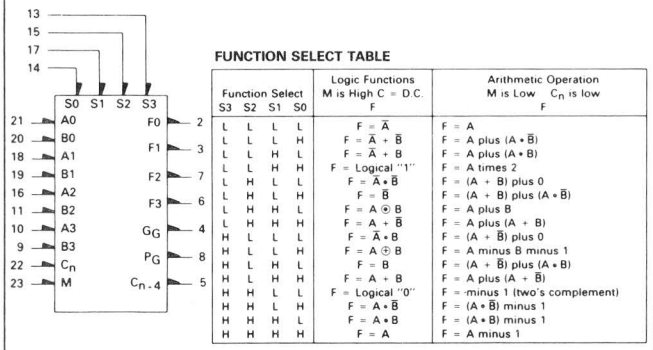 13
15
17
14
S0 S1 S2 S3
21 A0 F0 2
20 B0
18 A1 F1 3
19 B1
16 A2 F2 7
11 B2 F3 6
10 A3 GG 4
9 B3
22 Cn PG 8
23 M Cn-4 5
FUNCTION SELECT TABLE
Function Select
S3 S2 S1 S0
Logic Functions
M is High C = D.C.
F
Arithmetic Operation
M is Low Cn is low
F
L L L L F = A̅ F = A
L L L H F = A̅ + B̅ F = A plus (A • B̅)
L L H L F = A̅ + B F = A plus (A • B)
L L H H F = Logical "1" F = A times 2
L H L L F = A̅ • B̅ F = (A + B) plus 0
L H L H F = B̅ F = (A + B) plus (A • B̅)
L H H L F = A ⊙ B F = A plus B
L H H H F = A + B̅ F = A plus (A + B)
H L L L F = A̅ • B F = (A + B̅) plus 0
H L L H F = A ⊕ B F = A minus B minus 1
H L H L F = B F = (A + B̅) plus (A • B)
H L H H F = A + B F = A plus (A + B̅)
H H L L F = Logical "0" F = minus 1 (two's complement)
H H L H F = A • B̅ F = (A • B̅) minus 1
H H H L F = A • B F = (A • B) minus 1
H H H H F = A F = A minus 1